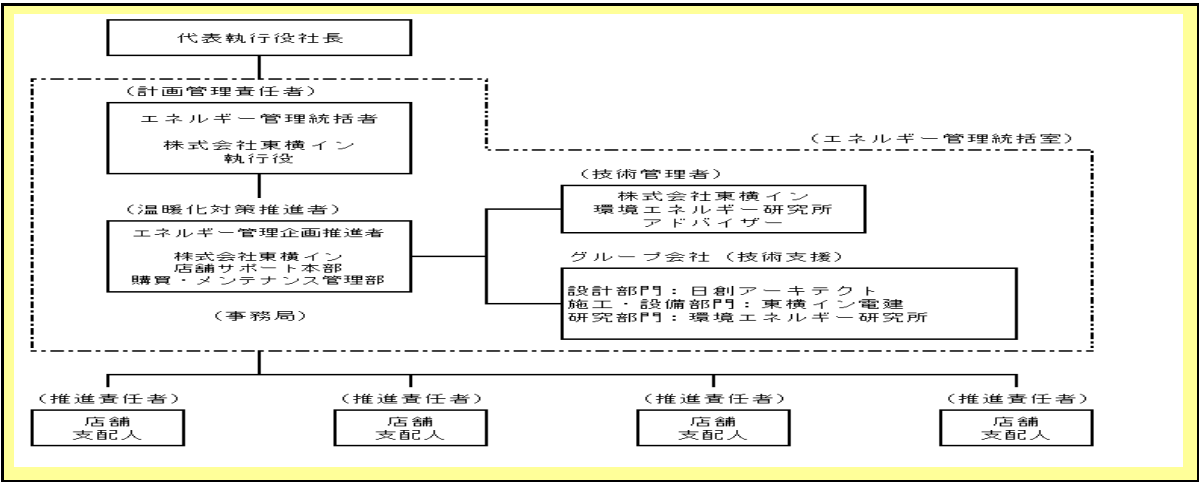 代表執行役社長
(計画管理責任者)
エネルギー管理統括者
株式会社東横イン
執行役
(エネルギー管理統括室)
(技術管理者)
株式会社東横イン
環境エネルギー研究所
アドバイザー
(温暖化対策推進者)
エネルギー管理企画推進者
株式会社東横イン
店舗サポート本部
購買・メンテナンス管理部
(事務局)
グループ会社(技術支援)
設計部門:日創アーキテクト
施工・設備部門:東横イン電建
研究部門:環境エネルギー研究所
(推進責任者)
店舗
支配人
(推進責任者)
店舗
支配人
(推進責任者)
店舗
支配人
(推進責任者)
店舗
支配人